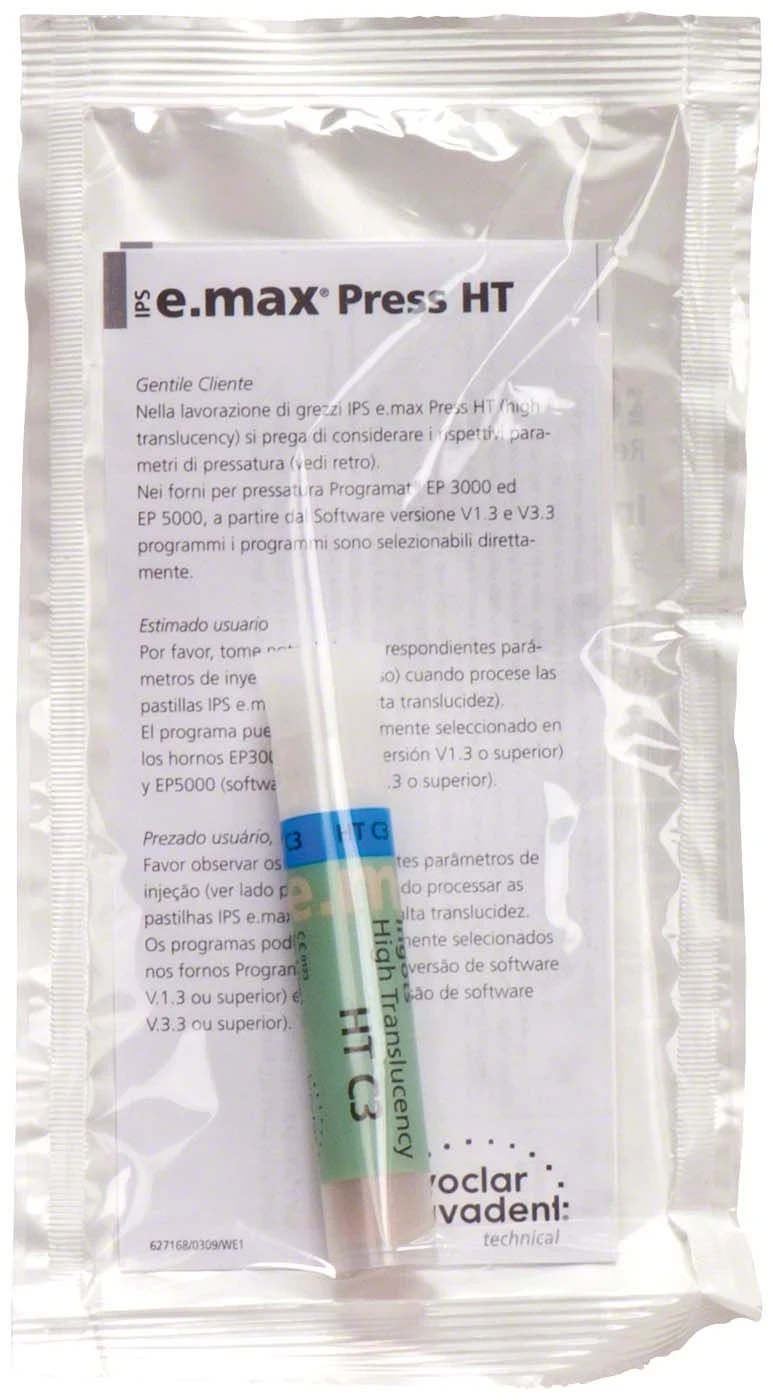 IPS e.max® Press HT
Gentile Cliente
Nella lavorazione di grezzi IPS e.max Press HT (high
translucency) si prega di considerare i rispettivi para-
metri di pressatura (vedi retro).
Nei forni per pressatura Programat EP 3000 ed
EP 5000, a partire dal Software versione V1.3 e V3.3
programmi i programmi sono selezionabili diretta-
mente.
Estimado usuario
Por favor, tome respondientes pará-
metros de inye so) cuando procese las
pastillas IPS e.m ta translucidez).
El programa pue mente seleccionado en
los hornos EP300 ersión V1.3 o superior)
y EP5000 (softwa .3 o superior).
Prezado usuário,
Favor observar os tes parâmetros de
injeção (ver lado p do processar as
pastilhas IPS e.max alta translucidez.
Os programas pod mente selecionados
nos fornos Program versão de software
V.1.3 ou superior) e são de software
V.3.3 ou superior).
C3 HT C3
e.m
Ingots
High Translucency
HT C3
voclar
vivadent:
technical
627168/0309/WE1